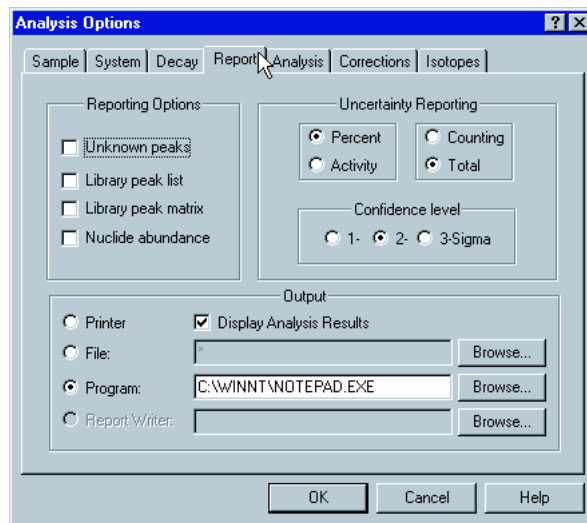 Analysis Options
Sample System Decay Report Analysis Corrections Isotopes
Reporting Options
Unknown peaks
Library peak list
Library peak matrix
Nuclide abundance
Uncertainty Reporting
Percent Counting
Activity Total
Confidence level
1- 2- 3-Sigma
Output
Printer Display Analysis Results
File: * Browse...
Program: C:\WINNT\NOTEPAD.EXE Browse...
Report Writer: Browse...
OK Cancel Help